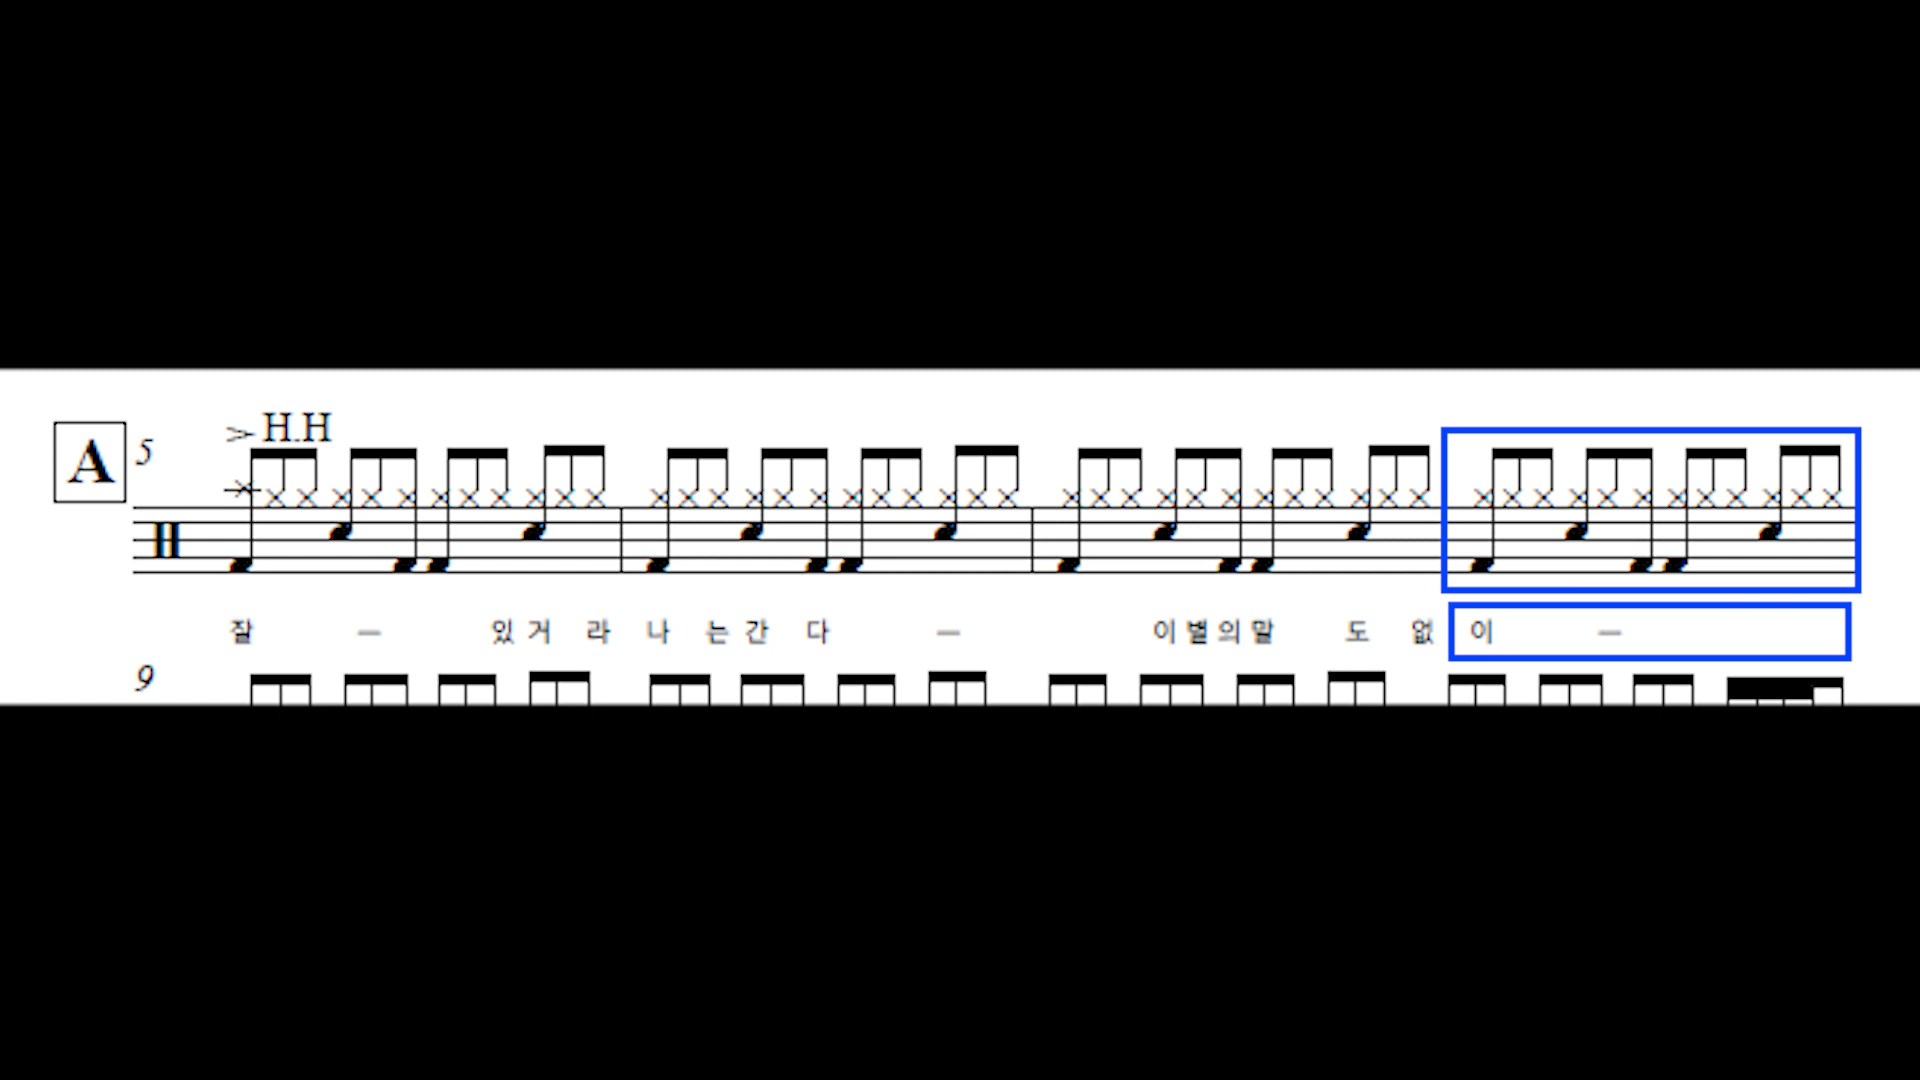 A 5 > H.H
잘 — 있 거 라 나 는 간 다 — 이 별 의 말 도 없 이 —
9